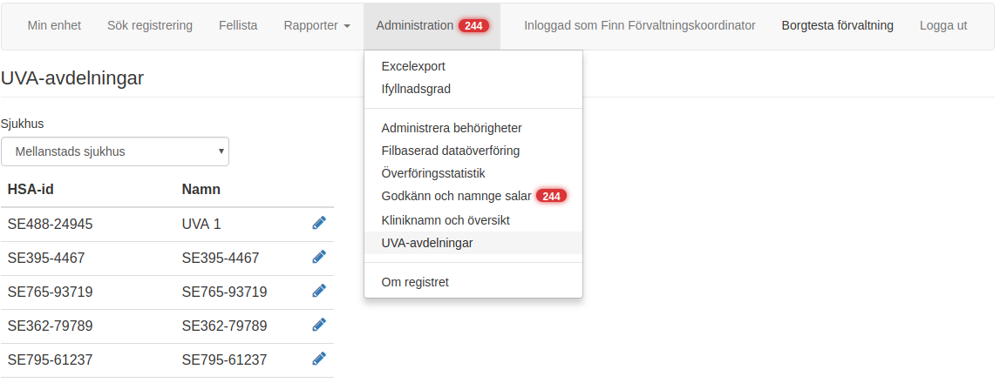 Min enhet Sök registrering Fellista Rapporter Administration 244 Inloggad som Finn Förvaltningskoordinator Borgtesta förvaltning Logga ut
Excelexport
Ifyllnadsgrad
Administrera behörigheter
Filbaserad dataöverföring
Överföringsstatistik
Godkänn och namnge salar 244
Kliniknamn och översikt
UVA-avdelningar
Om registret
UVA-avdelningar
Sjukhus
Mellanstads sjukhus
HSA-id Namn
SE488-24945 UVA 1
SE395-4467 SE395-4467
SE765-93719 SE765-93719
SE362-79789 SE362-79789
SE795-61237 SE795-61237